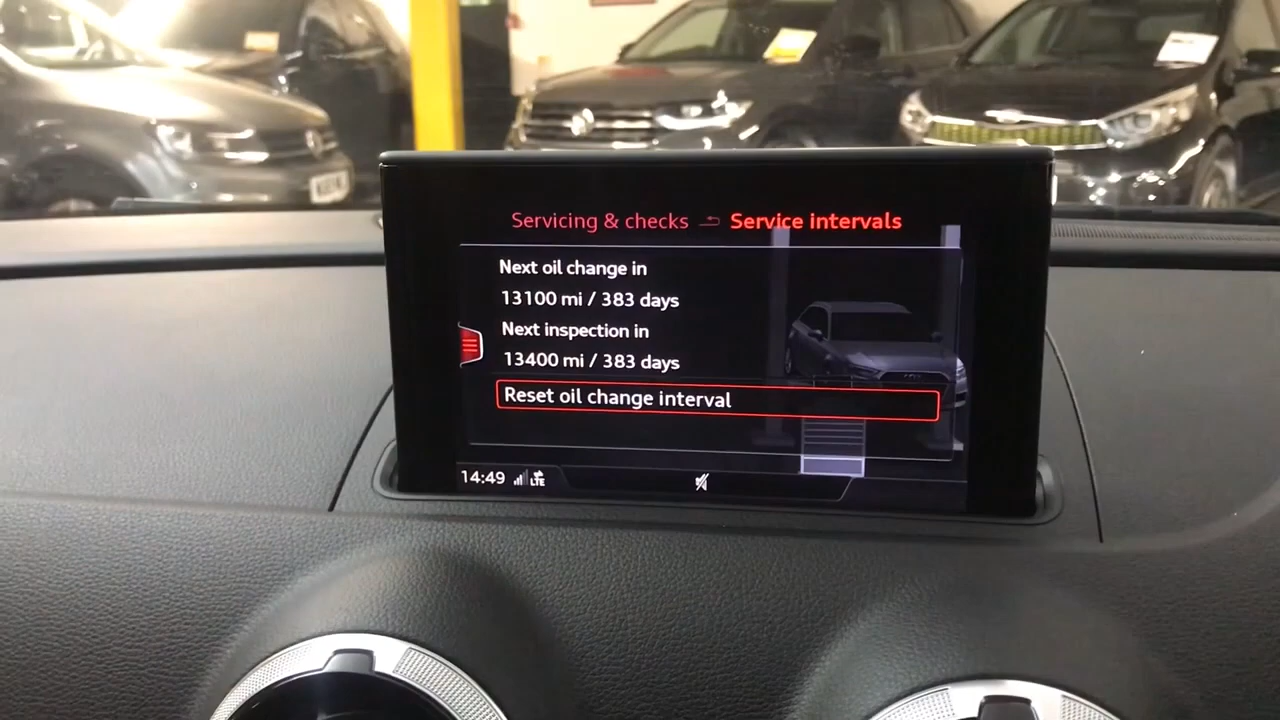 Servicing & checks Service intervals
Next oil change in
13100 mi / 383 days
Next inspection in
13400 mi / 383 days
Reset oil change interval
14:49 LTE